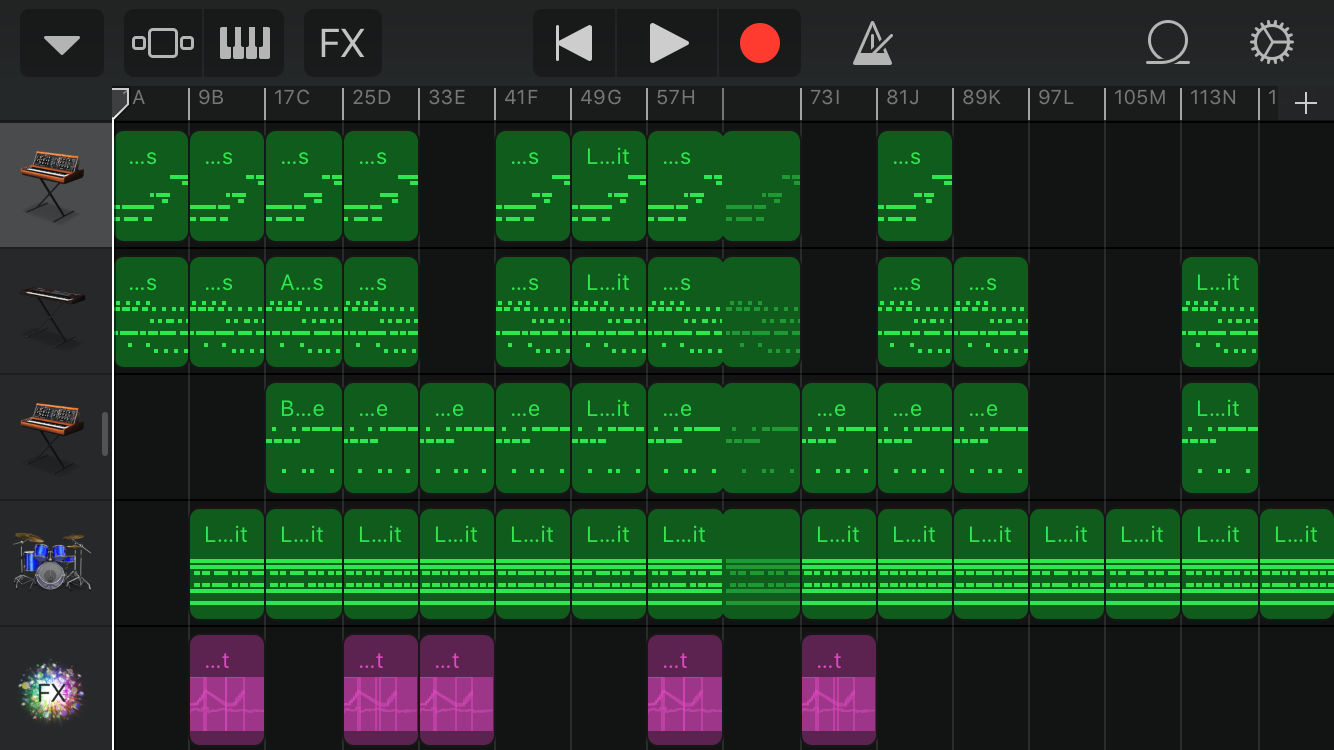 FX
A 9B 17C 25D 33E 41F 49G 57H 73I 81J 89K 97L 105M 113N 1
...s ...s ...s ...s ...s L...it ...s ...s
...s ...s A...s ...s ...s L...it ...s ...s ...s L...it
B...e ...e ...e ...e L...it ...e ...e ...e ...e L...it
L...it L...it L...it L...it L...it L...it L...it L...it L...it L...it L...it L...it L...it L...it
FX ...t ...t ...t ...t ...t